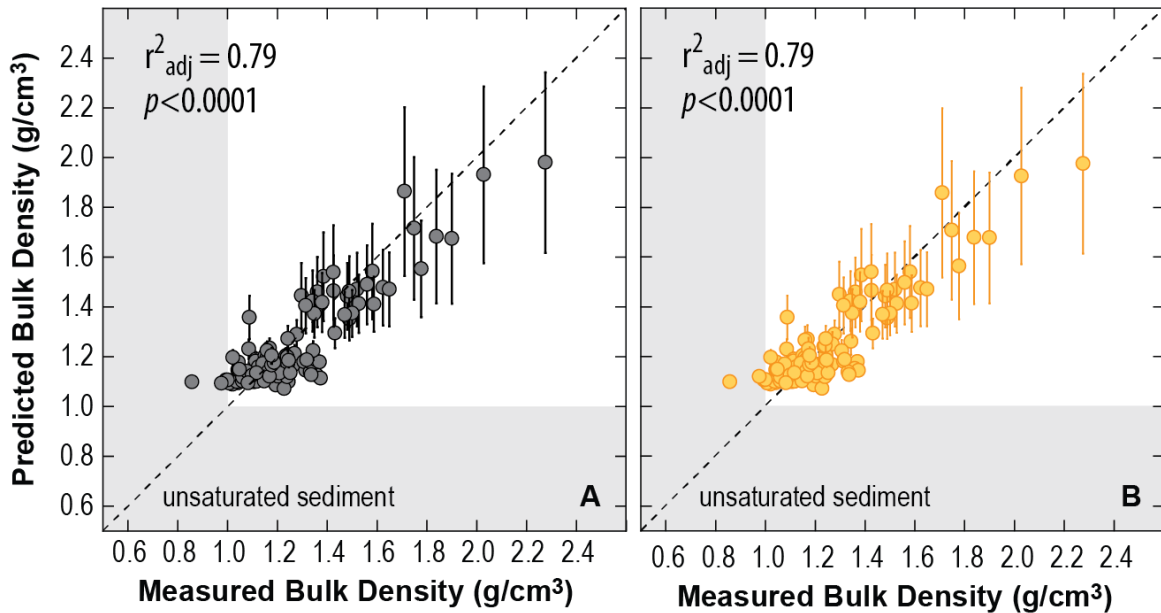 Predicted Bulk Density (g/cm³)
2.4
2.2
2.0
1.8
1.6
1.4
1.2
1.0
0.8
0.6
r²adj = 0.79
p<0.0001
unsaturated sediment
A
0.6 0.8 1.0 1.2 1.4 1.6 1.8 2.0 2.2 2.4
Measured Bulk Density (g/cm³)
r²adj = 0.79
p<0.0001
unsaturated sediment
B
0.6 0.8 1.0 1.2 1.4 1.6 1.8 2.0 2.2 2.4
Measured Bulk Density (g/cm³)